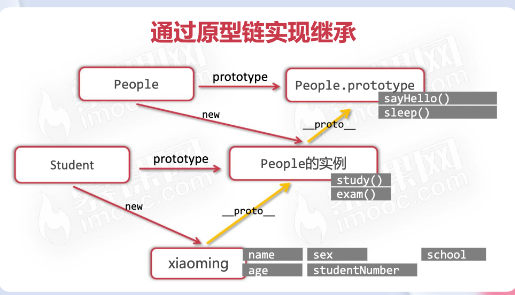 通过原型链实现继承
People
prototype
People.prototype
sayHello()
sleep()
new
__proto__
Student
prototype
People的实例
study()
exam()
new
__proto__
xiaoming
name
sex
school
age
studentNumber